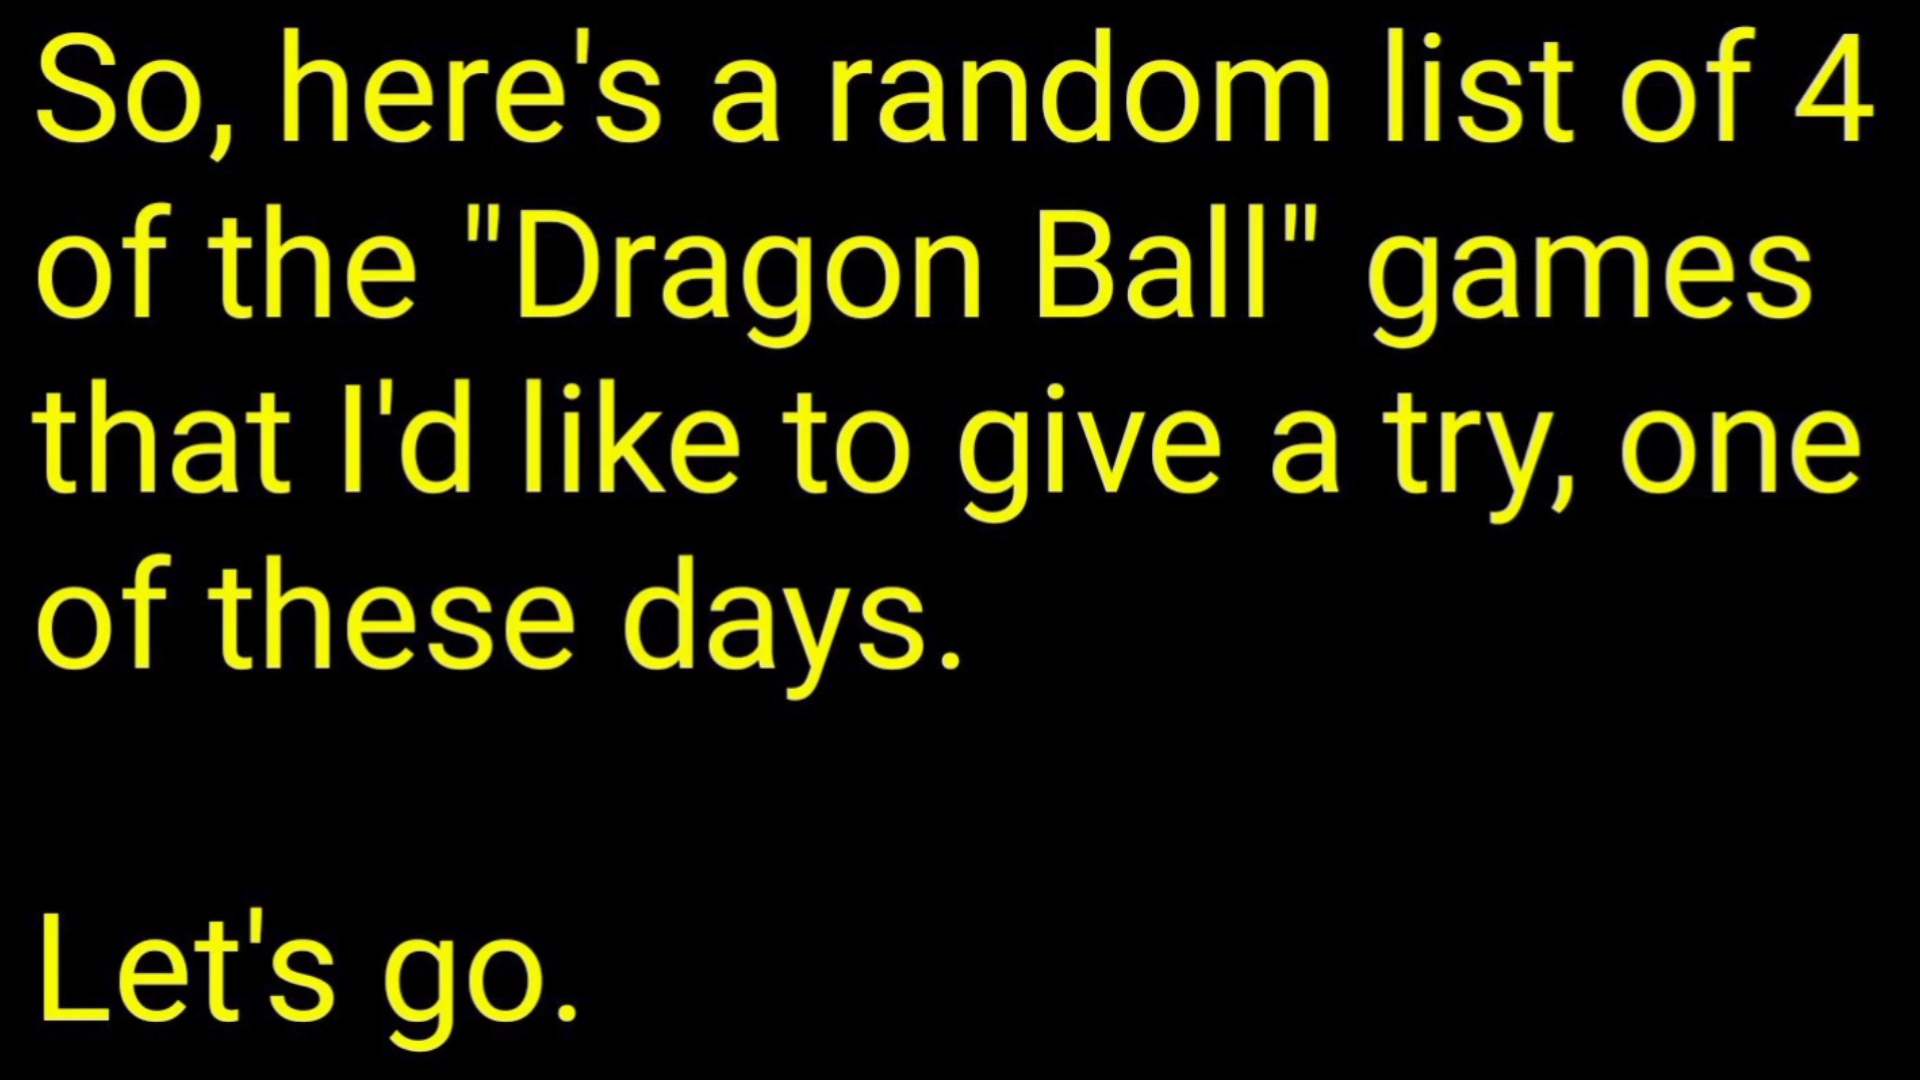 So, here's a random list of 4
of the "Dragon Ball" games
that I'd like to give a try, one
of these days.
Let's go.